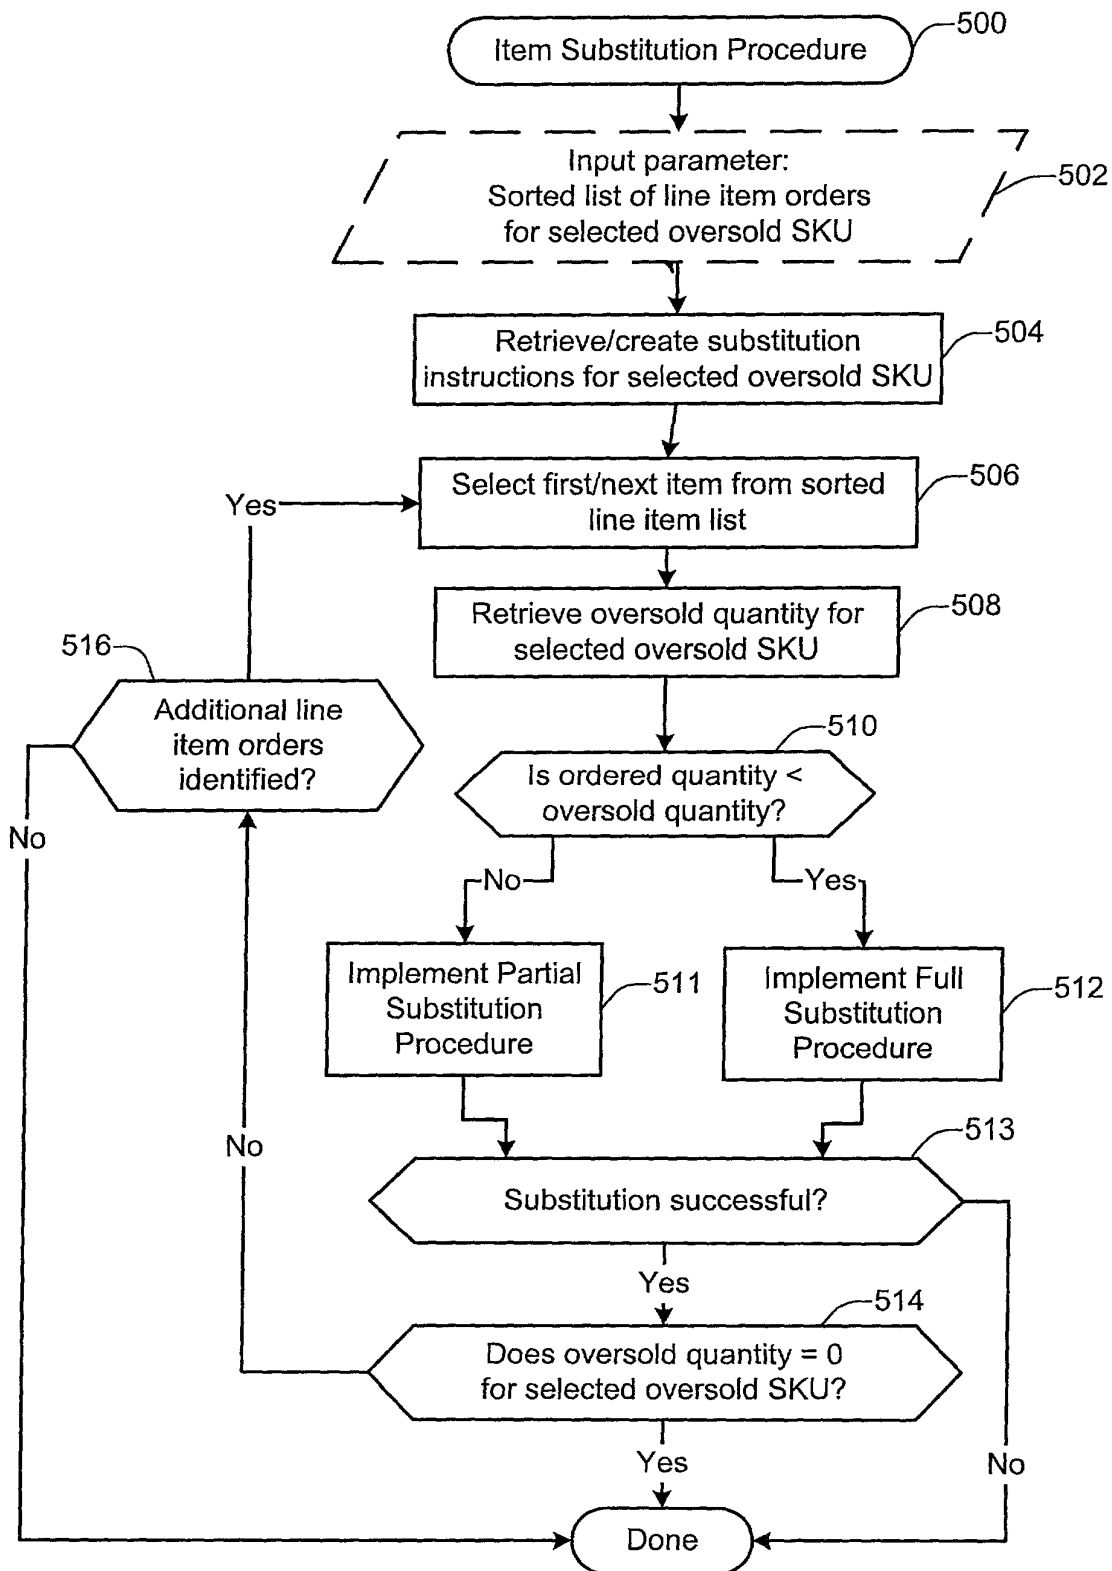 500
Item Substitution Procedure
Input parameter:
Sorted list of line item orders
for selected oversold SKU
502
504
Retrieve/create substitution
instructions for selected oversold SKU
Select first/next item from sorted
line item list
506
Yes
Retrieve oversold quantity for
selected oversold SKU
508
516
Additional line
item orders
identified?
510
Is ordered quantity <
oversold quantity?
No
No
Yes
Implement Partial
Substitution
Procedure
511
Implement Full
Substitution
Procedure
512
513
Substitution successful?
No
Yes
514
Does oversold quantity = 0
for selected oversold SKU?
Yes
No
Done